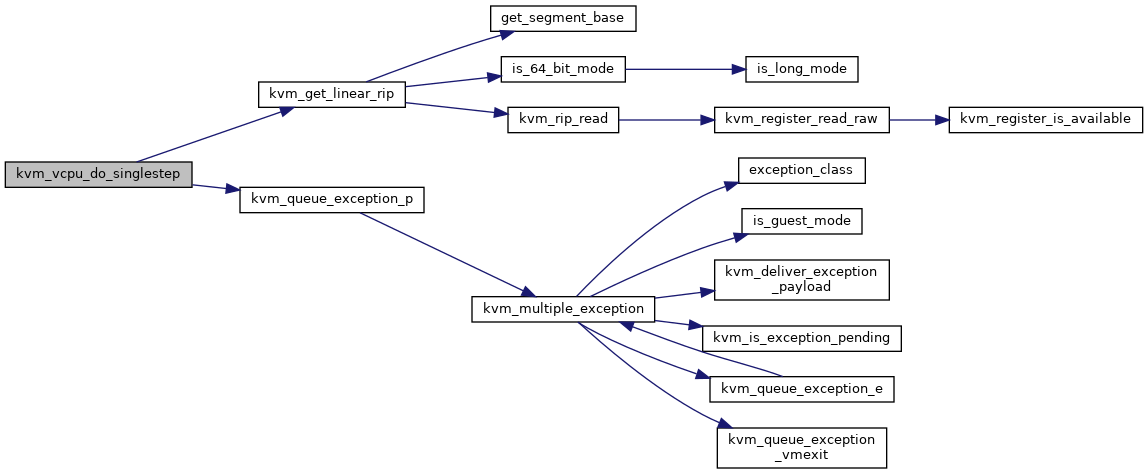 get_segment_base
is_64_bit_mode
is_long_mode
kvm_get_linear_rip
kvm_rip_read
kvm_register_read_raw
kvm_register_is_available
kvm_vcpu_do_singlestep
exception_class
kvm_queue_exception_p
is_guest_mode
kvm_deliver_exception
_payload
kvm_multiple_exception
kvm_is_exception_pending
kvm_queue_exception_e
kvm_queue_exception
_vmexit